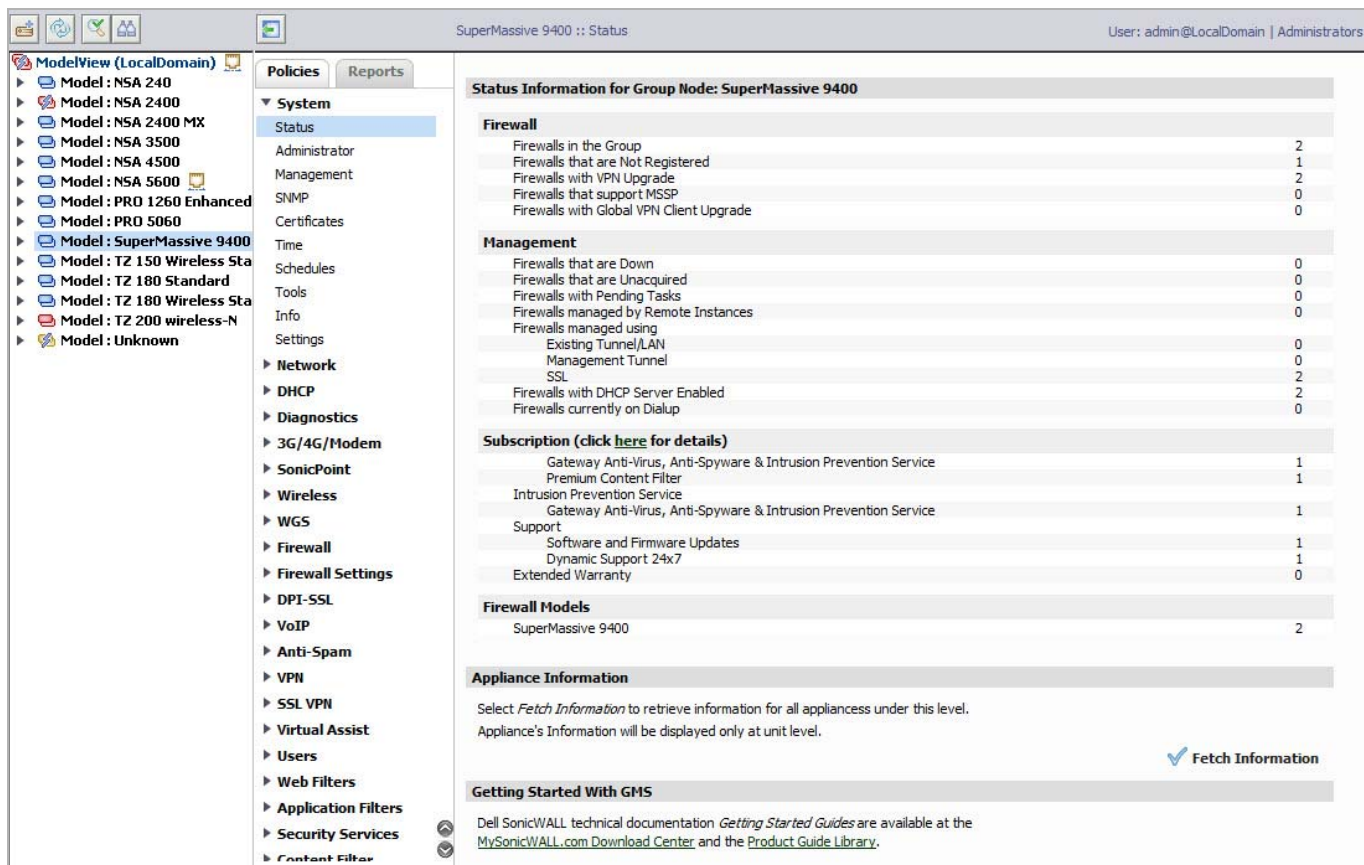 SuperMassive 9400 :: Status
User: admin@LocalDomain | Administrators
ModelView (LocalDomain)
Model : NSA 240
Model : NSA 2400
Model : NSA 2400 MX
Model : NSA 3500
Model : NSA 4500
Model : NSA 5600
Model : PRO 1260 Enhanced
Model : PRO 5060
Model : SuperMassive 9400
Model : TZ 150 Wireless Sta
Model : TZ 180 Standard
Model : TZ 180 Wireless Sta
Model : TZ 200 wireless-N
Model : Unknown
Policies Reports
System
Status
Administrator
Management
SNMP
Certificates
Time
Schedules
Tools
Info
Settings
Network
DHCP
Diagnostics
3G/4G/Modem
SonicPoint
Wireless
WGS
Firewall
Firewall Settings
DPI-SSL
VoIP
Anti-Spam
VPN
SSL VPN
Virtual Assist
Users
Web Filters
Application Filters
Security Services
Content Filter
Status Information for Group Node: SuperMassive 9400
Firewall
Firewalls in the Group 2
Firewalls that are Not Registered 1
Firewalls with VPN Upgrade 2
Firewalls that support MSSP 0
Firewalls with Global VPN Client Upgrade 0
Management
Firewalls that are Down 0
Firewalls that are Unacquired 0
Firewalls with Pending Tasks 0
Firewalls managed by Remote Instances 0
Firewalls managed using
Existing Tunnel/LAN 0
Management Tunnel 0
SSL 2
Firewalls with DHCP Server Enabled 2
Firewalls currently on Dialup 0
Subscription (click here for details)
Gateway Anti-Virus, Anti-Spyware & Intrusion Prevention Service 1
Premium Content Filter 1
Intrusion Prevention Service
Gateway Anti-Virus, Anti-Spyware & Intrusion Prevention Service 1
Support
Software and Firmware Updates 1
Dynamic Support 24x7 1
Extended Warranty 0
Firewall Models
SuperMassive 9400 2
Appliance Information
Select Fetch Information to retrieve information for all appliancess under this level.
Appliance's Information will be displayed only at unit level.
Fetch Information
Getting Started With GMS
Dell SonicWALL technical documentation Getting Started Guides are available at the
MySonicWALL.com Download Center and the Product Guide Library.